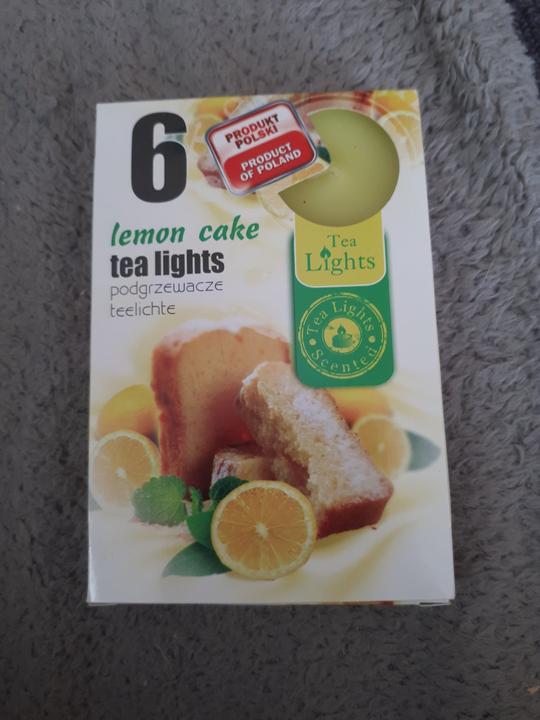 6
PRODUKT
POLSKI
PRODUCT
OF POLAND
lemon cake
tea lights
podgrzewacze
teelichte
Tea
Lights
Tea Lights
Scented